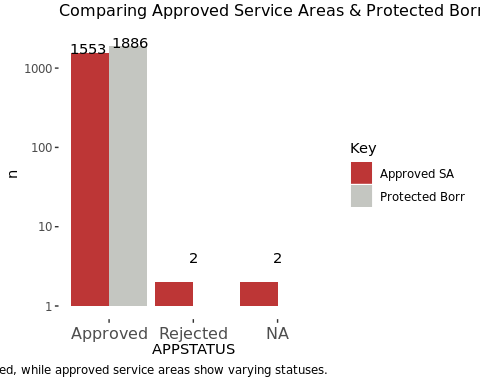 Comparing Approved Service Areas & Protected Borr
1553 1886
1000
100
10
1
n
2 2
Key
Approved SA
Protected Borr
Approved Rejected NA
APPSTATUS
ed, while approved service areas show varying statuses.